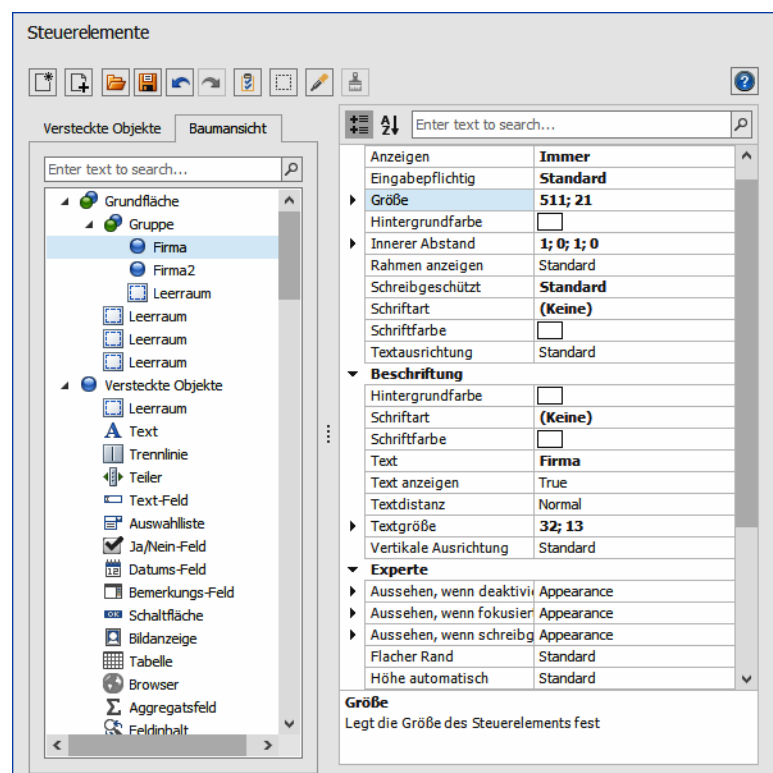 Steuerelemente
Versteckte Objekte Baumansicht
Enter text to search...
Grundfläche
Gruppe
Firma
Firma2
Leerraum
Leerraum
Leerraum
Leerraum
Versteckte Objekte
Leerraum
A Text
Trennlinie
Teiler
Text-Feld
Auswahlliste
Ja/Nein-Feld
12 Datums-Feld
Bemerkungs-Feld
OK Schaltfläche
Bildanzeige
Tabelle
Browser
Σ Aggregatsfeld
Feldinhalt
A Z Enter text to search...
Anzeigen Immer
Eingabepflichtig Standard
Größe 511; 21
Hintergrundfarbe
Innerer Abstand 1; 0; 1; 0
Rahmen anzeigen Standard
Schreibgeschützt Standard
Schriftart (Keine)
Schriftfarbe
Textausrichtung Standard
Beschriftung
Hintergrundfarbe
Schriftart (Keine)
Schriftfarbe
Text Firma
Text anzeigen True
Textdistanz Normal
Textgröße 32; 13
Vertikale Ausrichtung Standard
Experte
Aussehen, wenn deaktivi Appearance
Aussehen, wenn fokusier Appearance
Aussehen, wenn schreibg Appearance
Flacher Rand Standard
Höhe automatisch Standard
Größe
Legt die Größe des Steuerelements fest